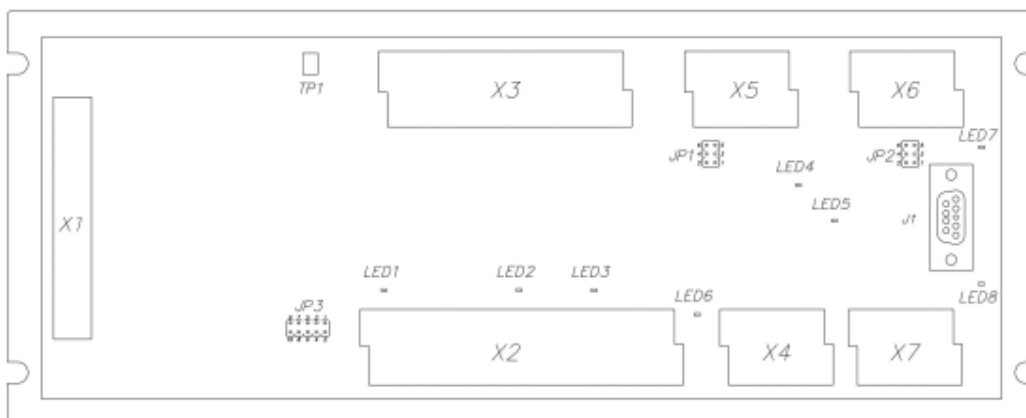 TP1
X3
X5
X6
LED7
JP1
JP2
LED4
LED5
X1
J1
LED1
LED2
LED3
LED6
LED8
JP3
X2
X4
X7